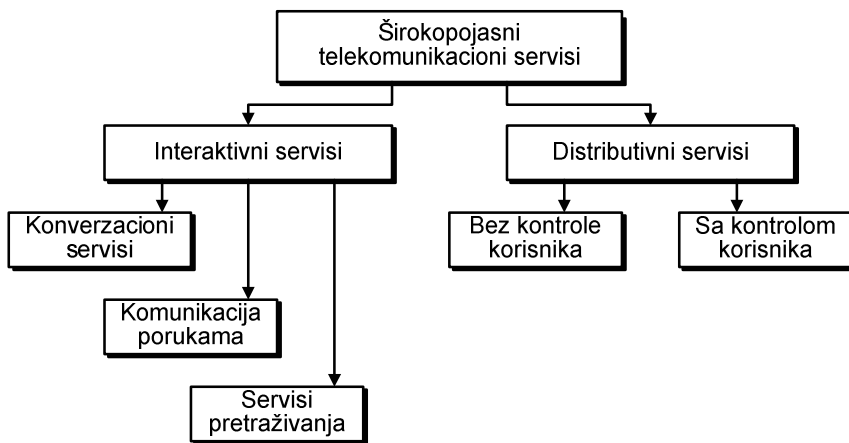 Širokopojasni
telekomunikacioni servisi
Interaktivni servisi
Distributivni servisi
Konverzacioni
servisi
Bez kontrole
korisnika
Sa kontrolom
korisnika
Komunikacija
porukama
Servisi
pretraživanja